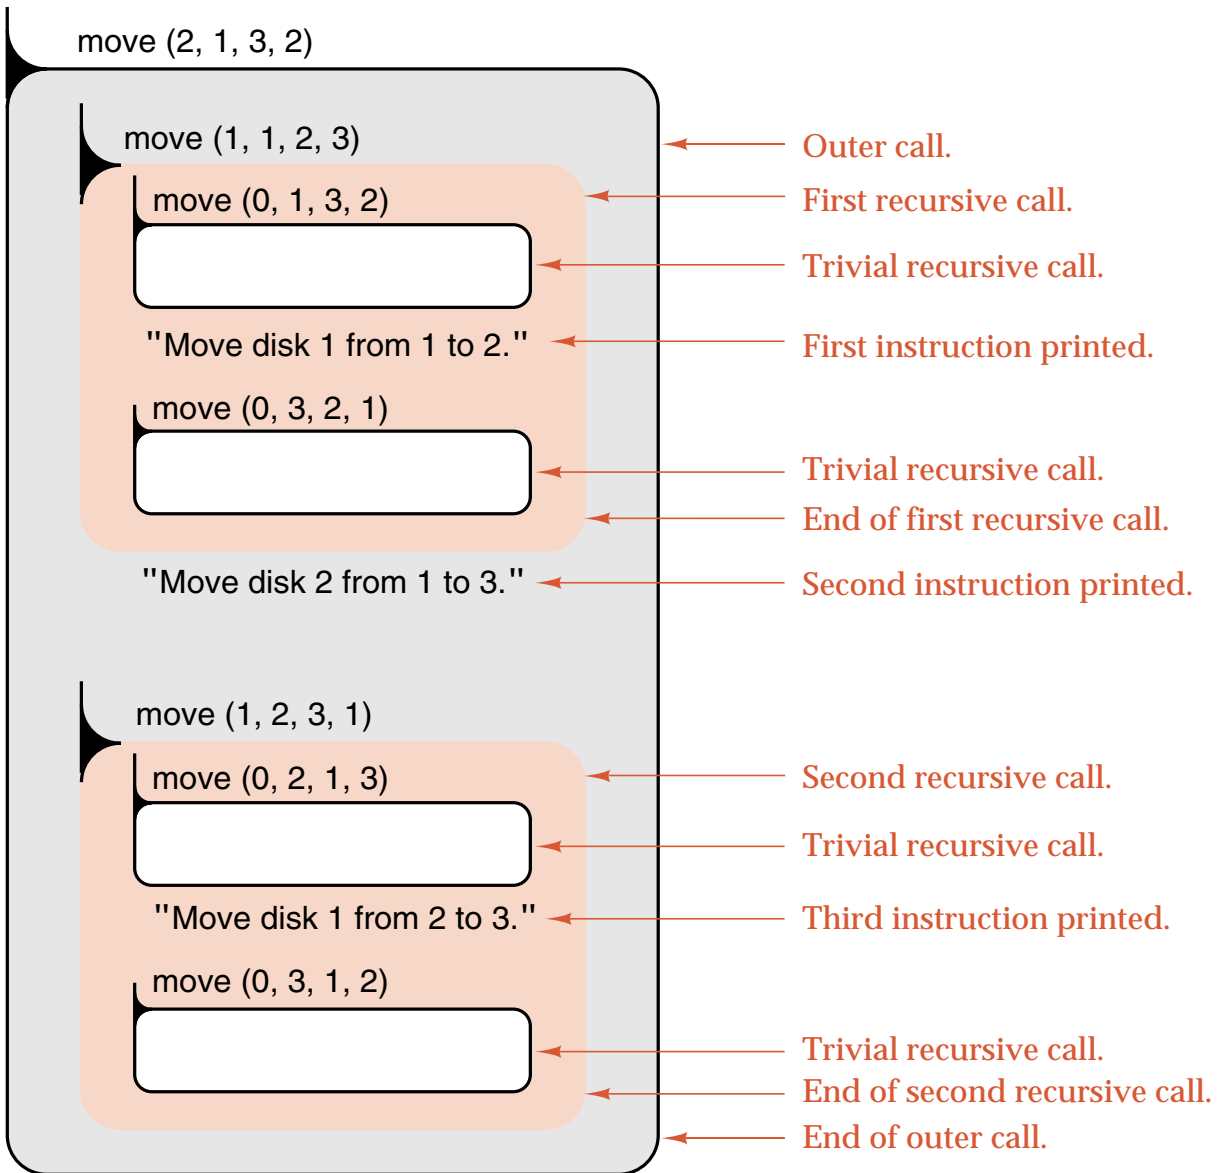 move (2, 1, 3, 2)
move (1, 1, 2, 3)
Outer call.
move (0, 1, 3, 2)
First recursive call.
Trivial recursive call.
"Move disk 1 from 1 to 2."
First instruction printed.
move (0, 3, 2, 1)
Trivial recursive call.
End of first recursive call.
"Move disk 2 from 1 to 3."
Second instruction printed.
move (1, 2, 3, 1)
move (0, 2, 1, 3)
Second recursive call.
Trivial recursive call.
"Move disk 1 from 2 to 3."
Third instruction printed.
move (0, 3, 1, 2)
Trivial recursive call.
End of second recursive call.
End of outer call.